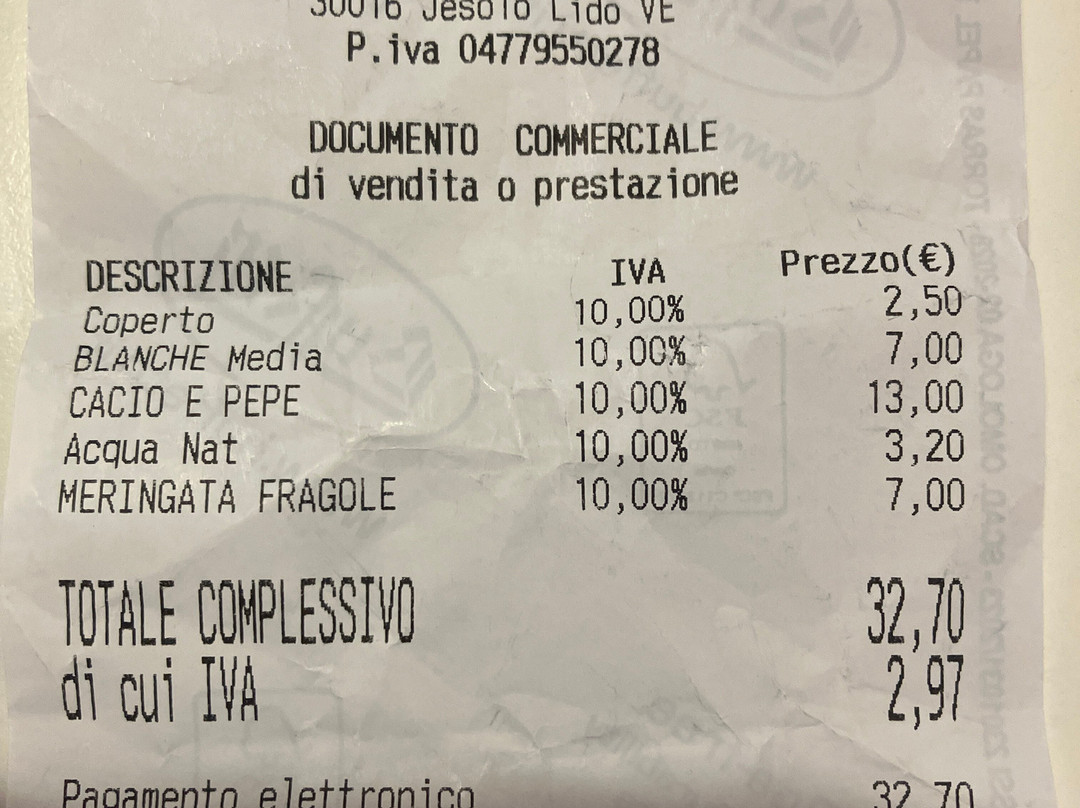 30016 Jesolo Lido VE
P.iva 04779550278
DOCUMENTO COMMERCIALE
di vendita o prestazione
DESCRIZIONE IVA Prezzo(€)
Coperto 10,00% 2,50
BLANCHE Media 10,00% 7,00
CACIO E PEPE 10,00% 13,00
Acqua Nat 10,00% 3,20
MERINGATA FRAGOLE 10,00% 7,00
TOTALE COMPLESSIVO 32,70
di cui IVA 2,97
Pagamento elettronico 32,70